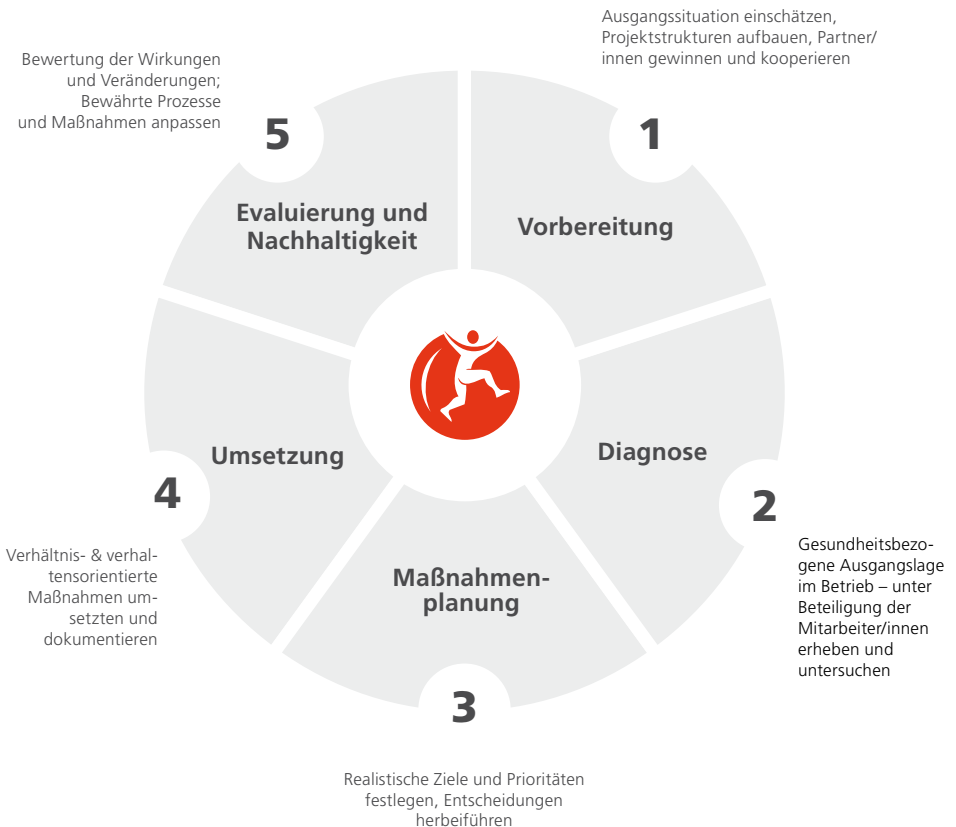 Ausgangssituation einschätzen,
Projektstrukturen aufbauen, Partner/
innen gewinnen und kooperieren
1
Vorbereitung
Diagnose
2
Gesundheitsbezo-
gene Ausgangslage
im Betrieb – unter
Beteiligung der
Mitarbeiter/innen
erheben und
untersuchen
Maßnahmen-
planung
3
Realistische Ziele und Prioritäten
festlegen, Entscheidungen
herbeiführen
Umsetzung
4
Verhältnis- & verhal-
tensorientierte
Maßnahmen um-
setzten und
dokumentieren
Bewertung der Wirkungen
und Veränderungen;
Bewährte Prozesse
und Maßnahmen anpassen
5
Evaluierung und
Nachhaltigkeit